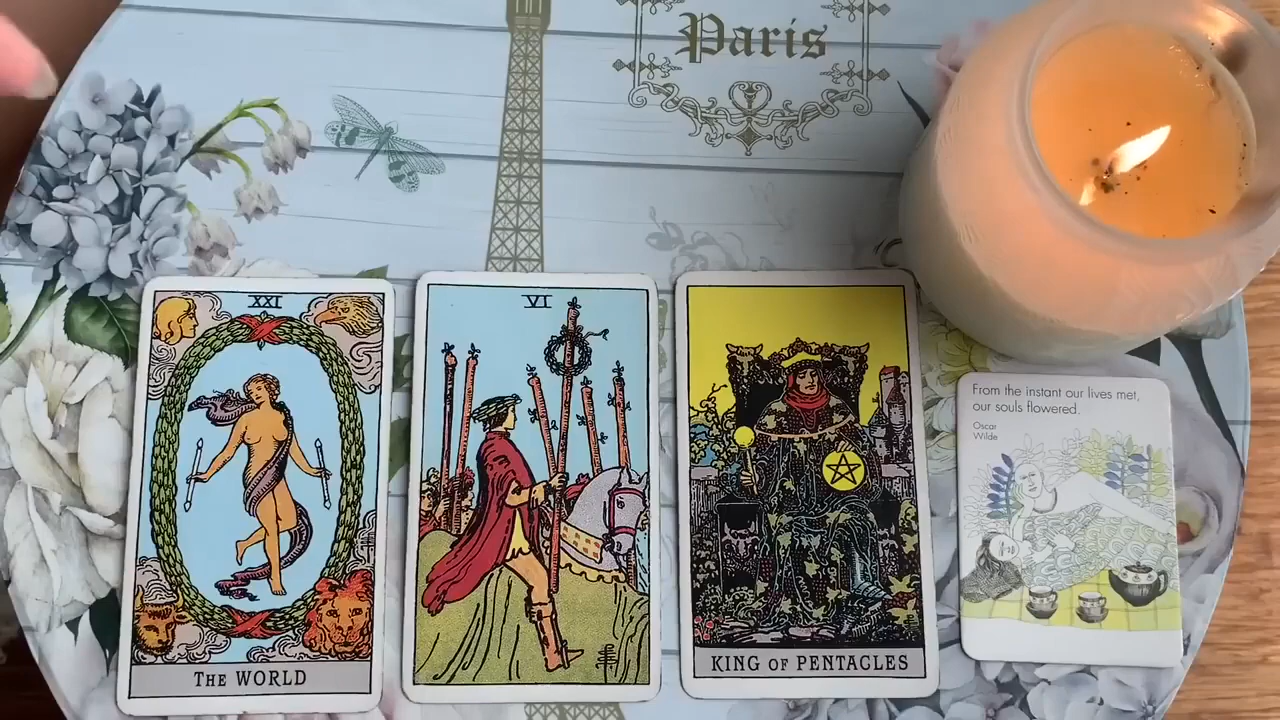 Paris
XXI
THE WORLD
VI
KING OF PENTACLES
From the instant our lives met,
our souls flowered.
Oscar
Wilde